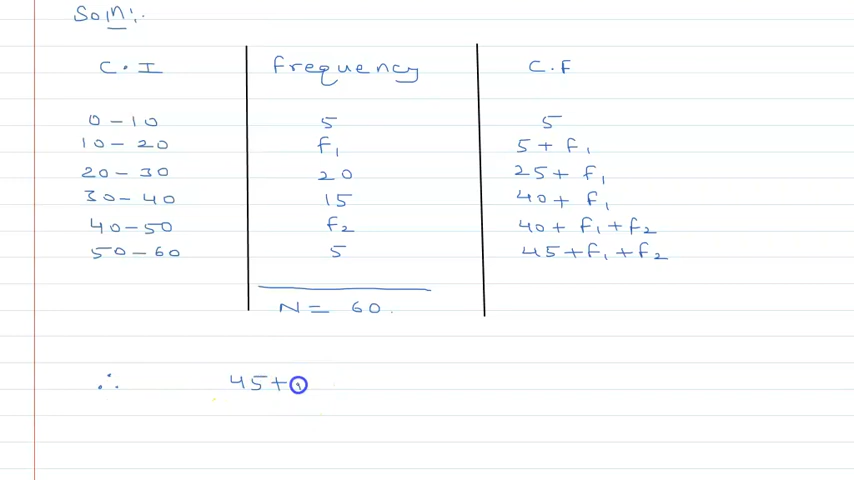 Soln:.
C.I Frequency C.F
0-10 5 5
10-20 f1 5+f1
20-30 20 25+f1
30-40 15 40+f1
40-50 f2 40+f1+f2
50-60 5 45+f1+f2
N= 60.
∴ 45+